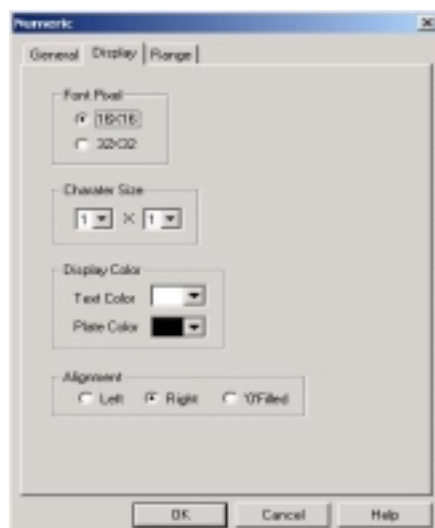 Numeric
General Display Range
Font Pixel
16X16
32X32
Charater Size
1 X 1
Display Color
Text Color
Plate Color
Alignment
Left Right '0'Filled
OK Cancel Help